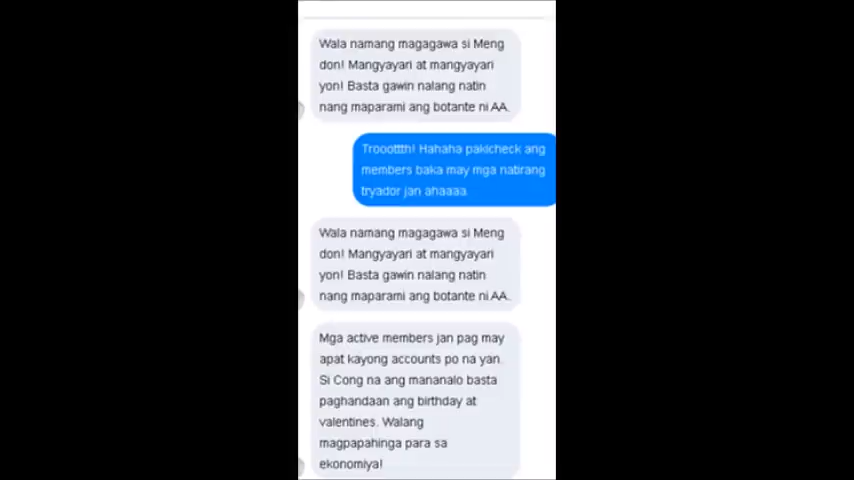 Wala namang magagawa si Meng
don! Mangyayari at mangyayari
yon! Basta gawin nalang natin
nang maparami ang botante ni AA.
Trooottth! Hahaha pakicheck ang
members baka may mga natirang
tryador jan ahaaaa
Wala namang magagawa si Meng
don! Mangyayari at mangyayari
yon! Basta gawin nalang natin
nang maparami ang botante ni AA.
Mga active members jan pag may
apat kayong accounts po na yan.
Si Cong na ang mananalo basta
paghandaan ang birthday at
valentines. Walang
magpapahinga para sa
ekonomiya!